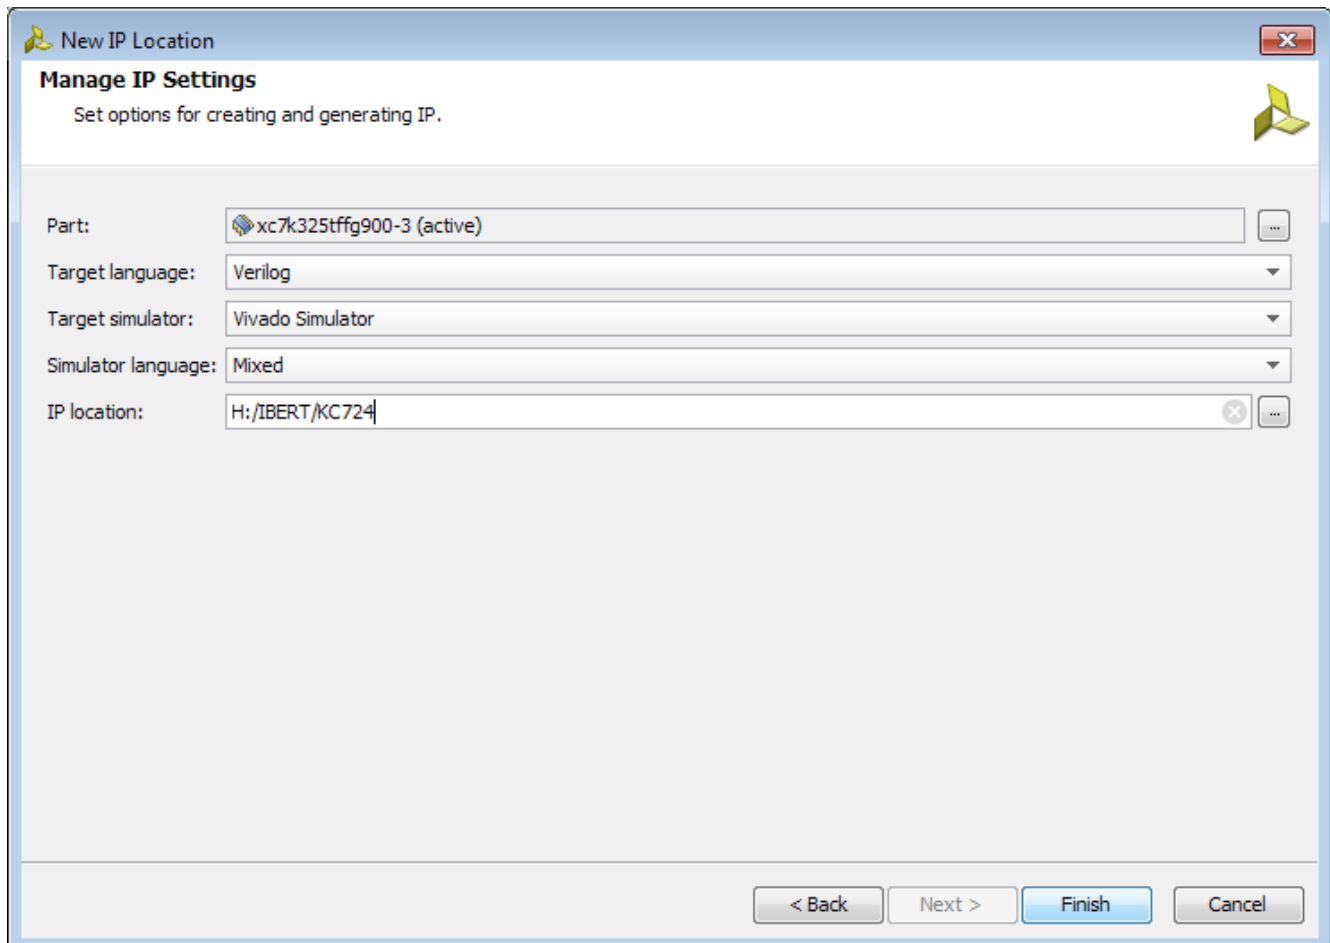 New IP Location
Manage IP Settings
Set options for creating and generating IP.
Part: xc7k325tffg900-3 (active) ...
Target language: Verilog
Target simulator: Vivado Simulator
Simulator language: Mixed
IP location: H:/IBERT/KC724 ...
< Back Next > Finish Cancel